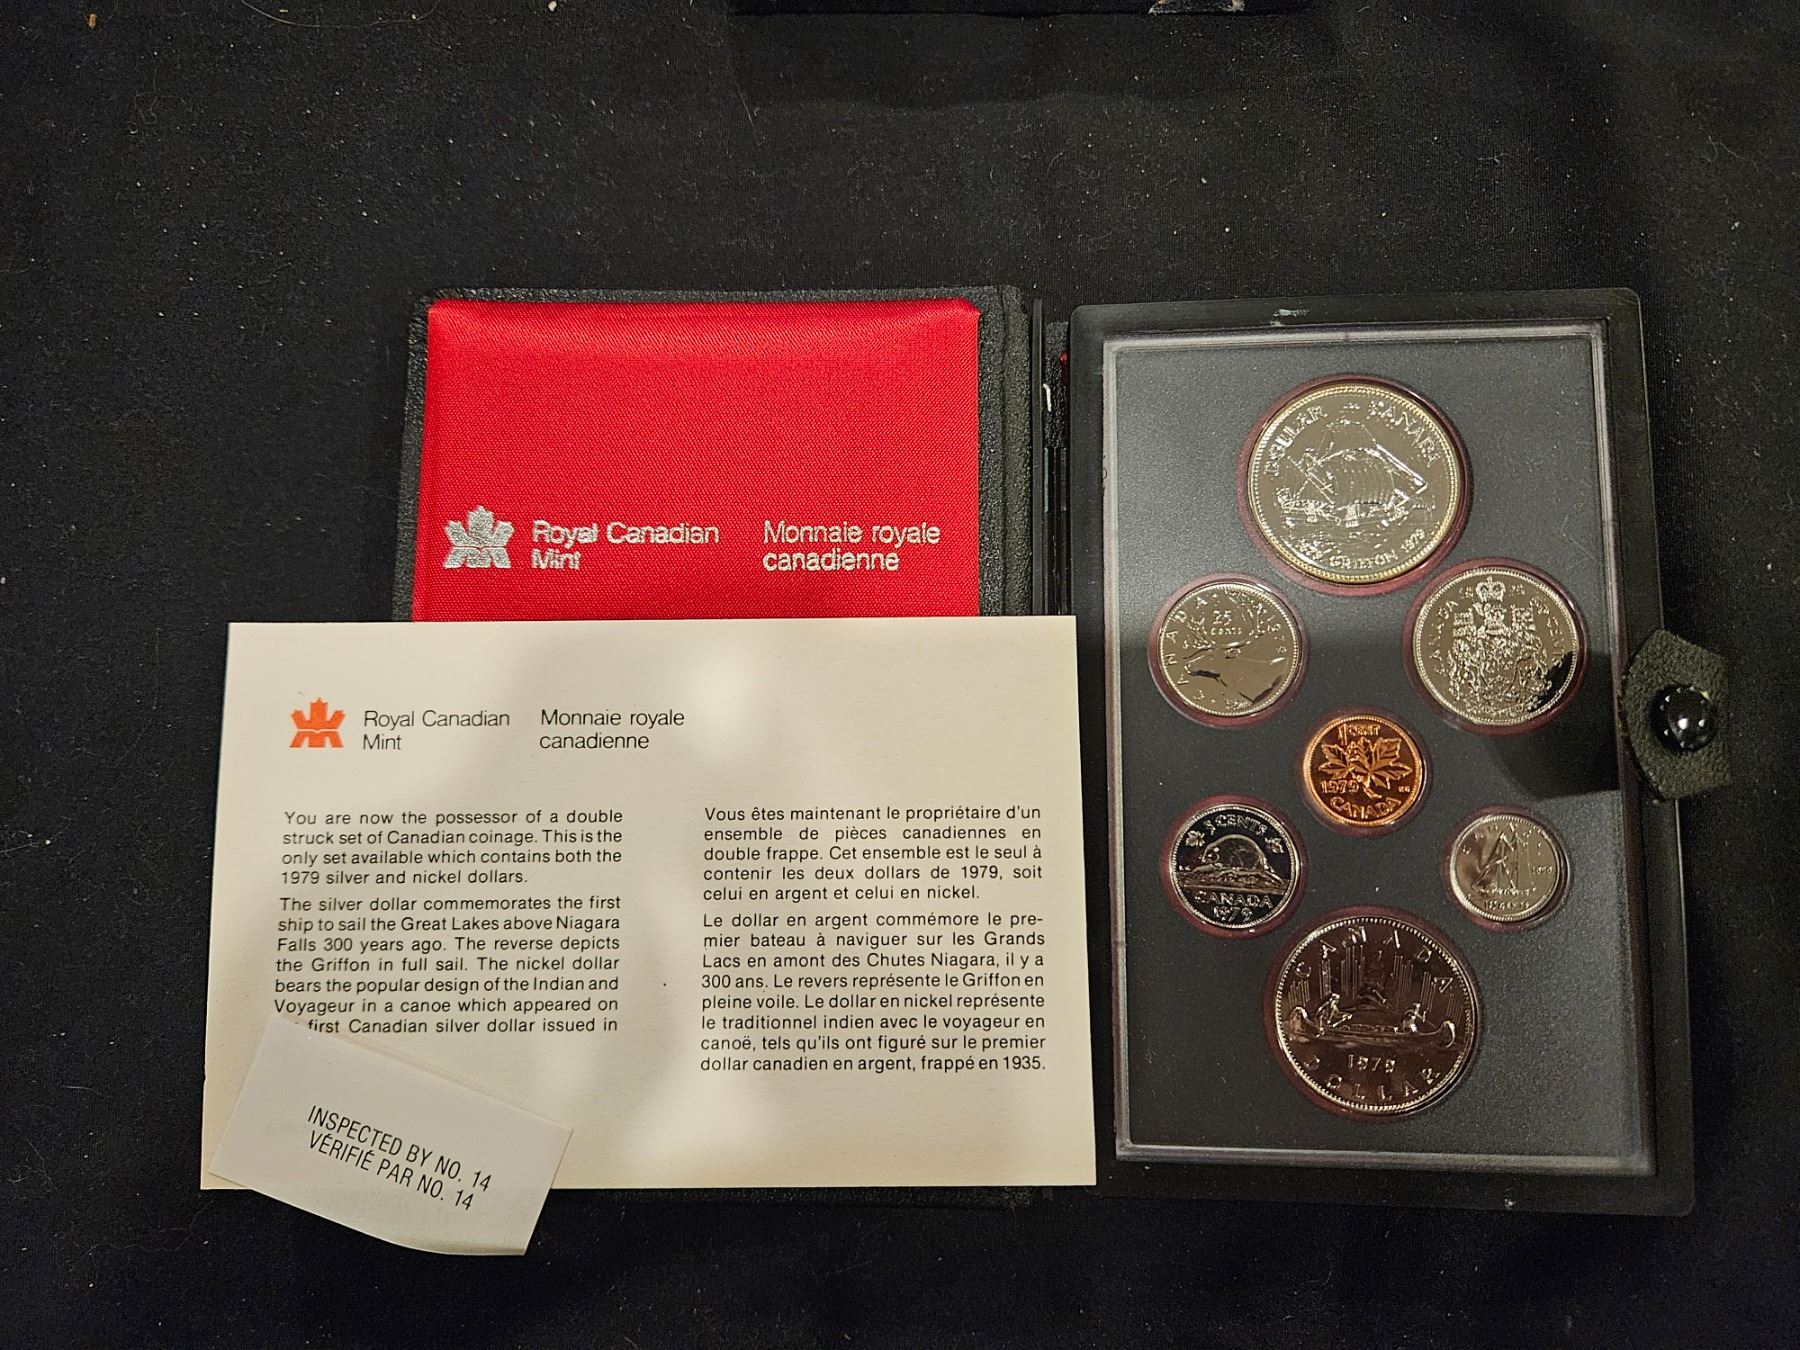 Royal Canadian
Mint
Monnaie royale
canadienne
Royal Canadian
Mint
Monnaie royale
canadienne
You are now the possessor of a double
struck set of Canadian coinage. This is the
only set available which contains both the
1979 silver and nickel dollars.
The silver dollar commemorates the first
ship to sail the Great Lakes above Niagara
Falls 300 years ago. The reverse depicts
the Griffon in full sail. The nickel dollar
bears the popular design of the Indian and
Voyageur in a canoe which appeared on
first Canadian silver dollar issued in
Vous êtes maintenant le propriétaire d'un
ensemble de pièces canadiennes en
double frappe. Cet ensemble est le seul à
contenir les deux dollars de 1979, soit
celui en argent et celui en nickel.
Le dollar en argent commémore le pre-
mier bateau à naviguer sur les Grands
Lacs en amont des Chutes Niagara, il y a
300 ans. Le revers représente le Griffon en
pleine voile. Le dollar en nickel représente
le traditionnel indien avec le voyageur en
canoë, tels qu'ils ont figuré sur le premier
dollar canadien en argent, frappé en 1935.
INSPECTED BY NO. 14
VÉRIFIÉ PAR NO. 14
DOLLAR CANADA
GRIFFON 1979
CANADA
25
CENTS
CANADA
1 CENT
1979
CANADA
5 CENTS
CANADA
1979
1979
10 CENTS
CANADA
1979
DOLLAR